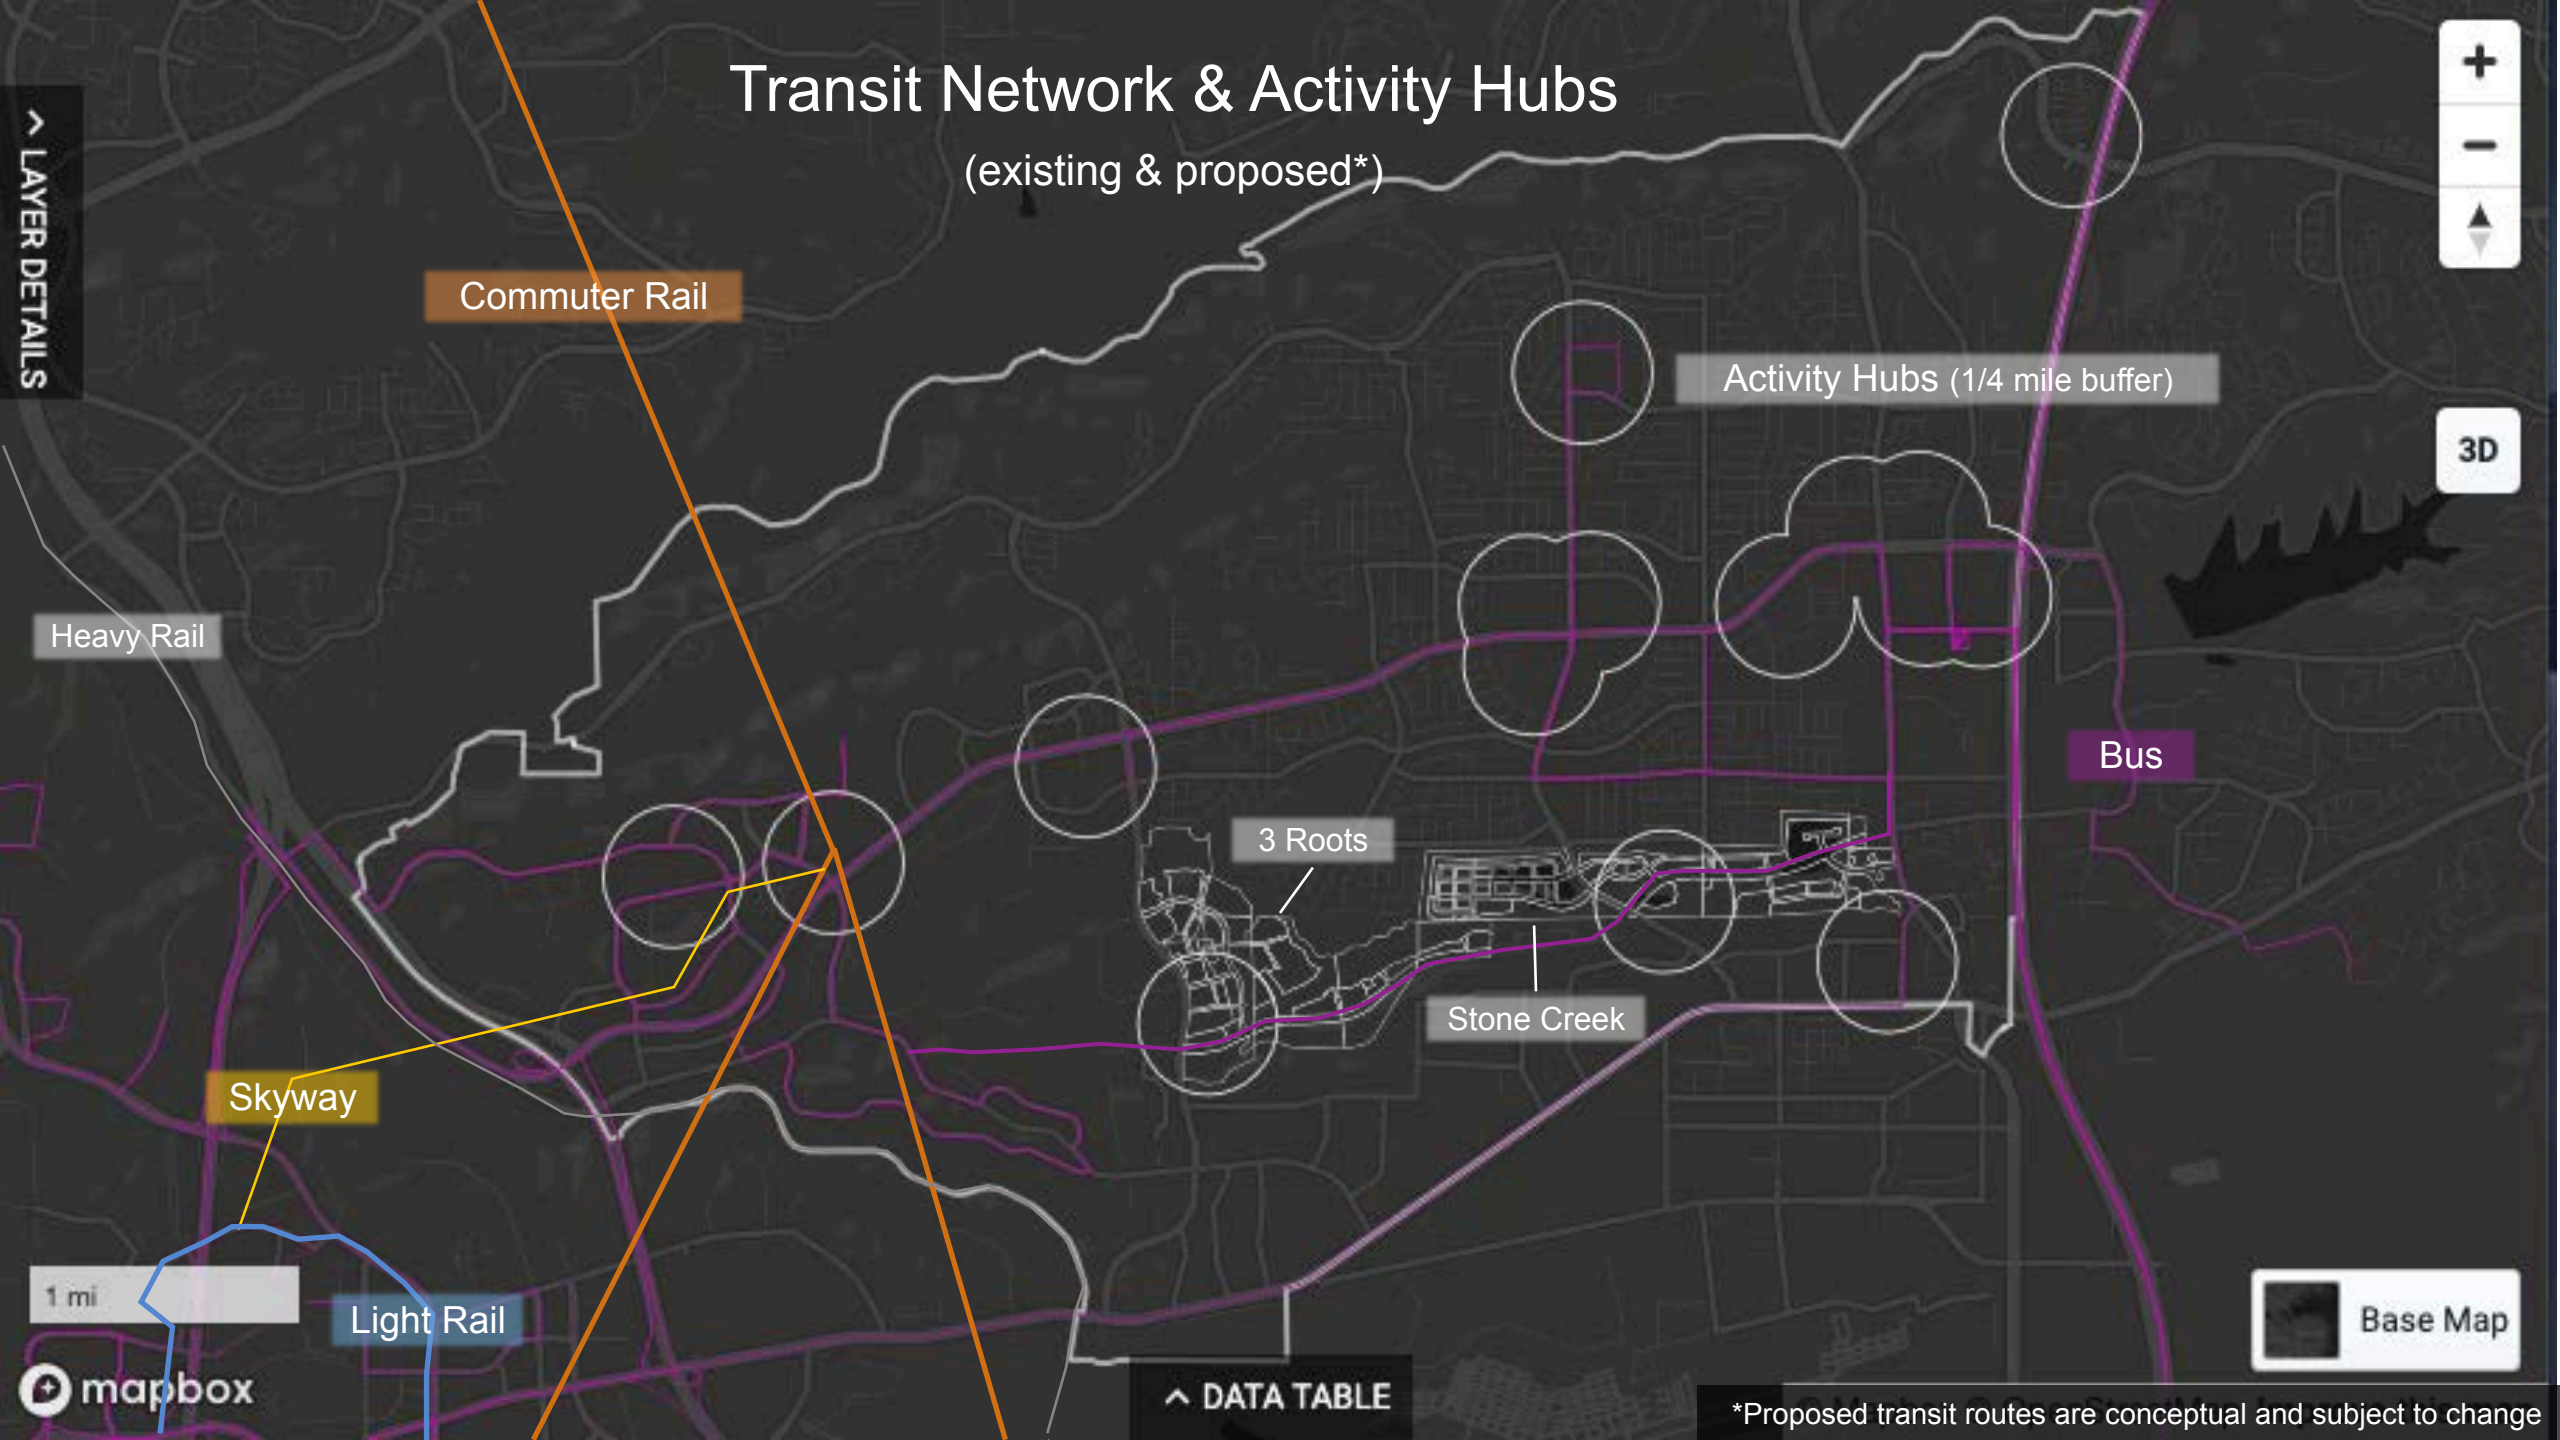 Transit Network & Activity Hubs
(existing & proposed*)
LAYER DETAILS
Commuter Rail
Activity Hubs (1/4 mile buffer)
3D
Heavy Rail
Bus
3 Roots
Stone Creek
Skyway
1 mi
Light Rail
Base Map
mapbox
DATA TABLE
*Proposed transit routes are conceptual and subject to change